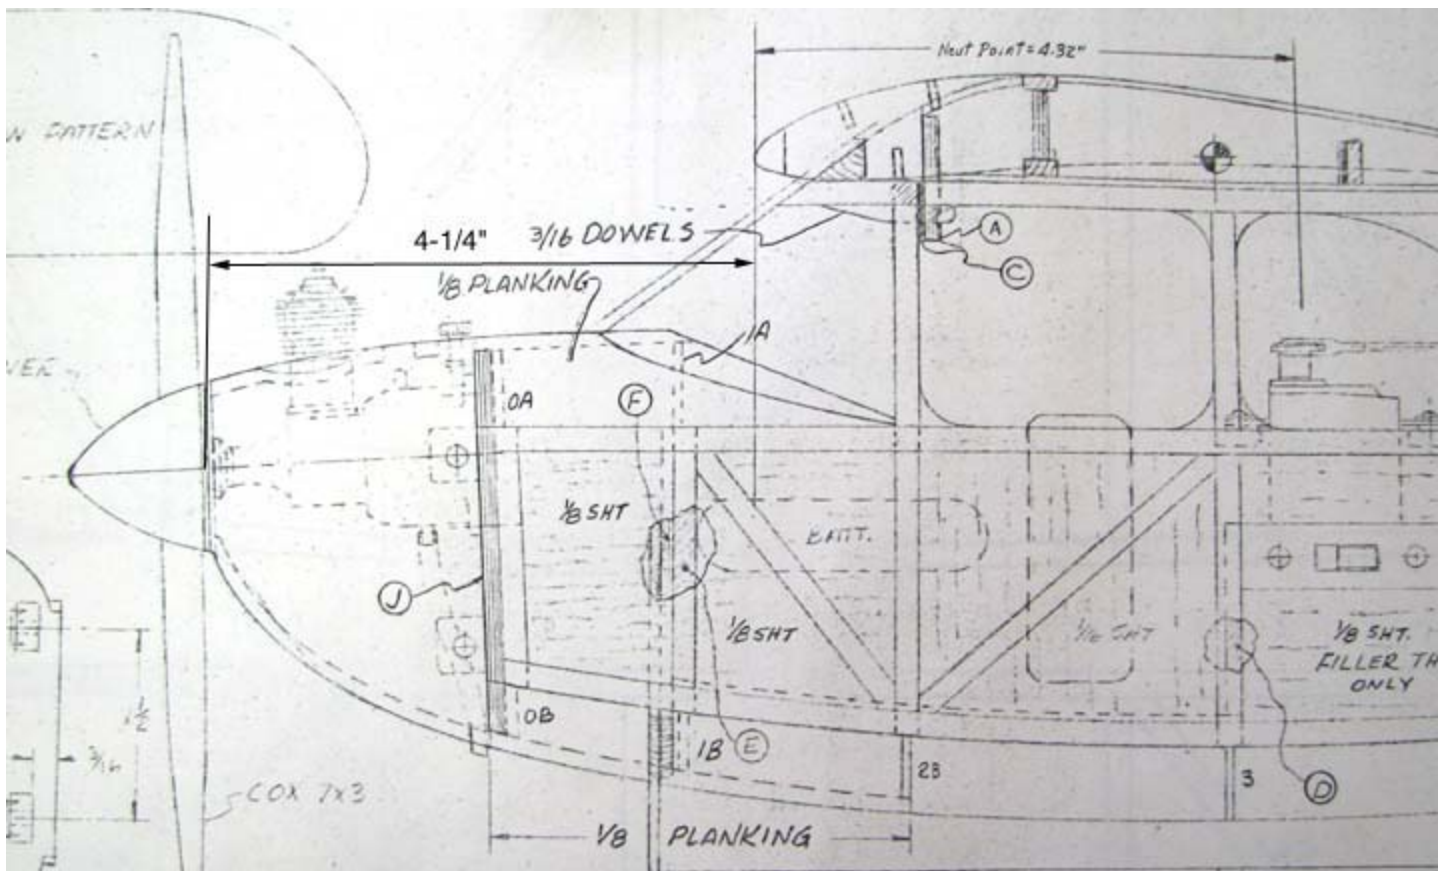 Neut Point = 4.32"
PATTERN
4-1/4"
3/16 DOWELS
A
C
1/8 PLANKING
1A
0A
F
1/8 SHT
BATT.
J
1/8 SHT
1/16 SHT
1/8 SHT.
FILLER
ONLY
0B
1B
E
2B
3
D
1/2
3/16
COX 7x3
1/8 PLANKING